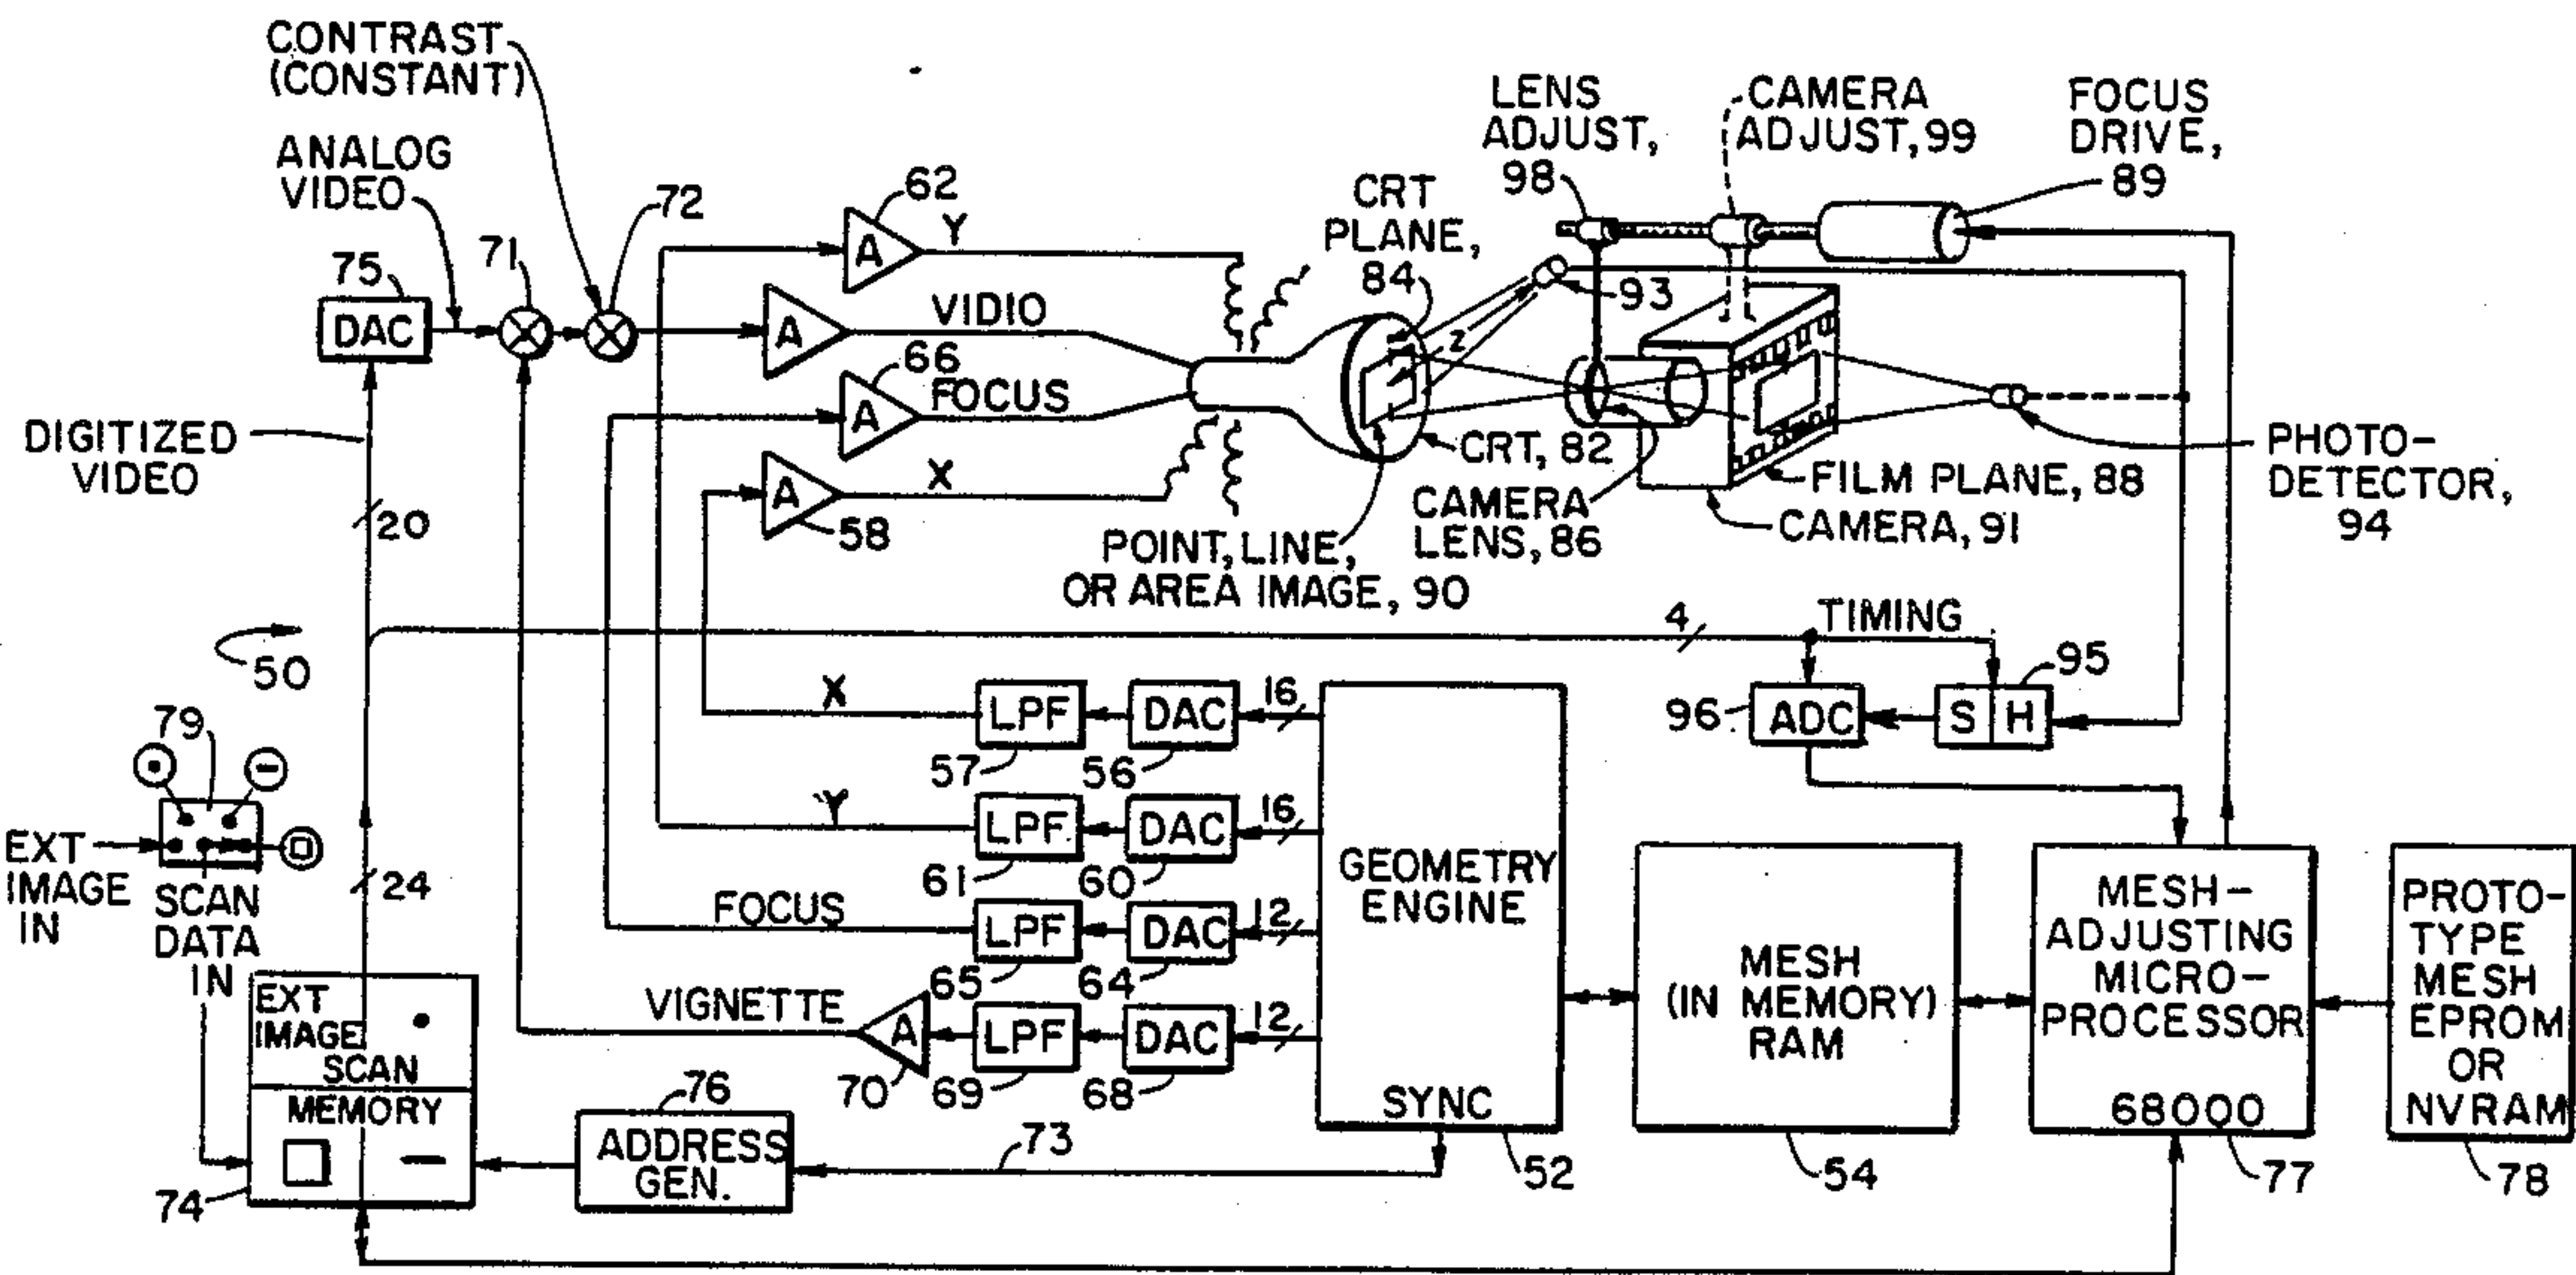 CONTRAST
(CONSTANT)
ANALOG
VIDEO
75
DAC
71
72
62
A
Y
A
VIDIO
66
A
FOCUS
A
X
58
CRT
PLANE,
84
LENS
ADJUST,
98
CAMERA
ADJUST, 99
FOCUS
DRIVE,
89
93
2
CRT, 82
CAMERA
LENS, 86
FILM PLANE, 88
CAMERA, 91
PHOTO-
DETECTOR,
94
POINT, LINE,
OR AREA IMAGE, 90
DIGITIZED
VIDEO
20
50
4
TIMING
95
96
ADC
S H
X
LPF
57
DAC
56
16
Y
LPF
61
DAC
60
16
FOCUS
LPF
65
DAC
64
12
VIGNETTE
A
70
LPF
69
DAC
68
12
GEOMETRY
ENGINE
SYNC
52
MESH
(IN MEMORY)
RAM
54
MESH-
ADJUSTING
MICRO-
PROCESSOR
68000
77
PROTO-
TYPE
MESH
EPROM
OR
NVRAM
78
79
EXT
IMAGE
IN
SCAN
DATA
IN
24
EXT
IMAGE
SCAN
MEMORY
74
76
ADDRESS
GEN.
73